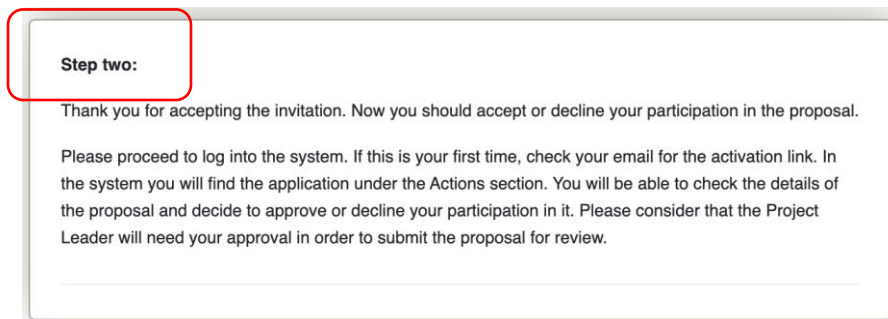 Step two:
Thank you for accepting the invitation. Now you should accept or decline your participation in the proposal.
Please proceed to log into the system. If this is your first time, check your email for the activation link. In
the system you will find the application under the Actions section. You will be able to check the details of
the proposal and decide to approve or decline your participation in it. Please consider that the Project
Leader will need your approval in order to submit the proposal for review.